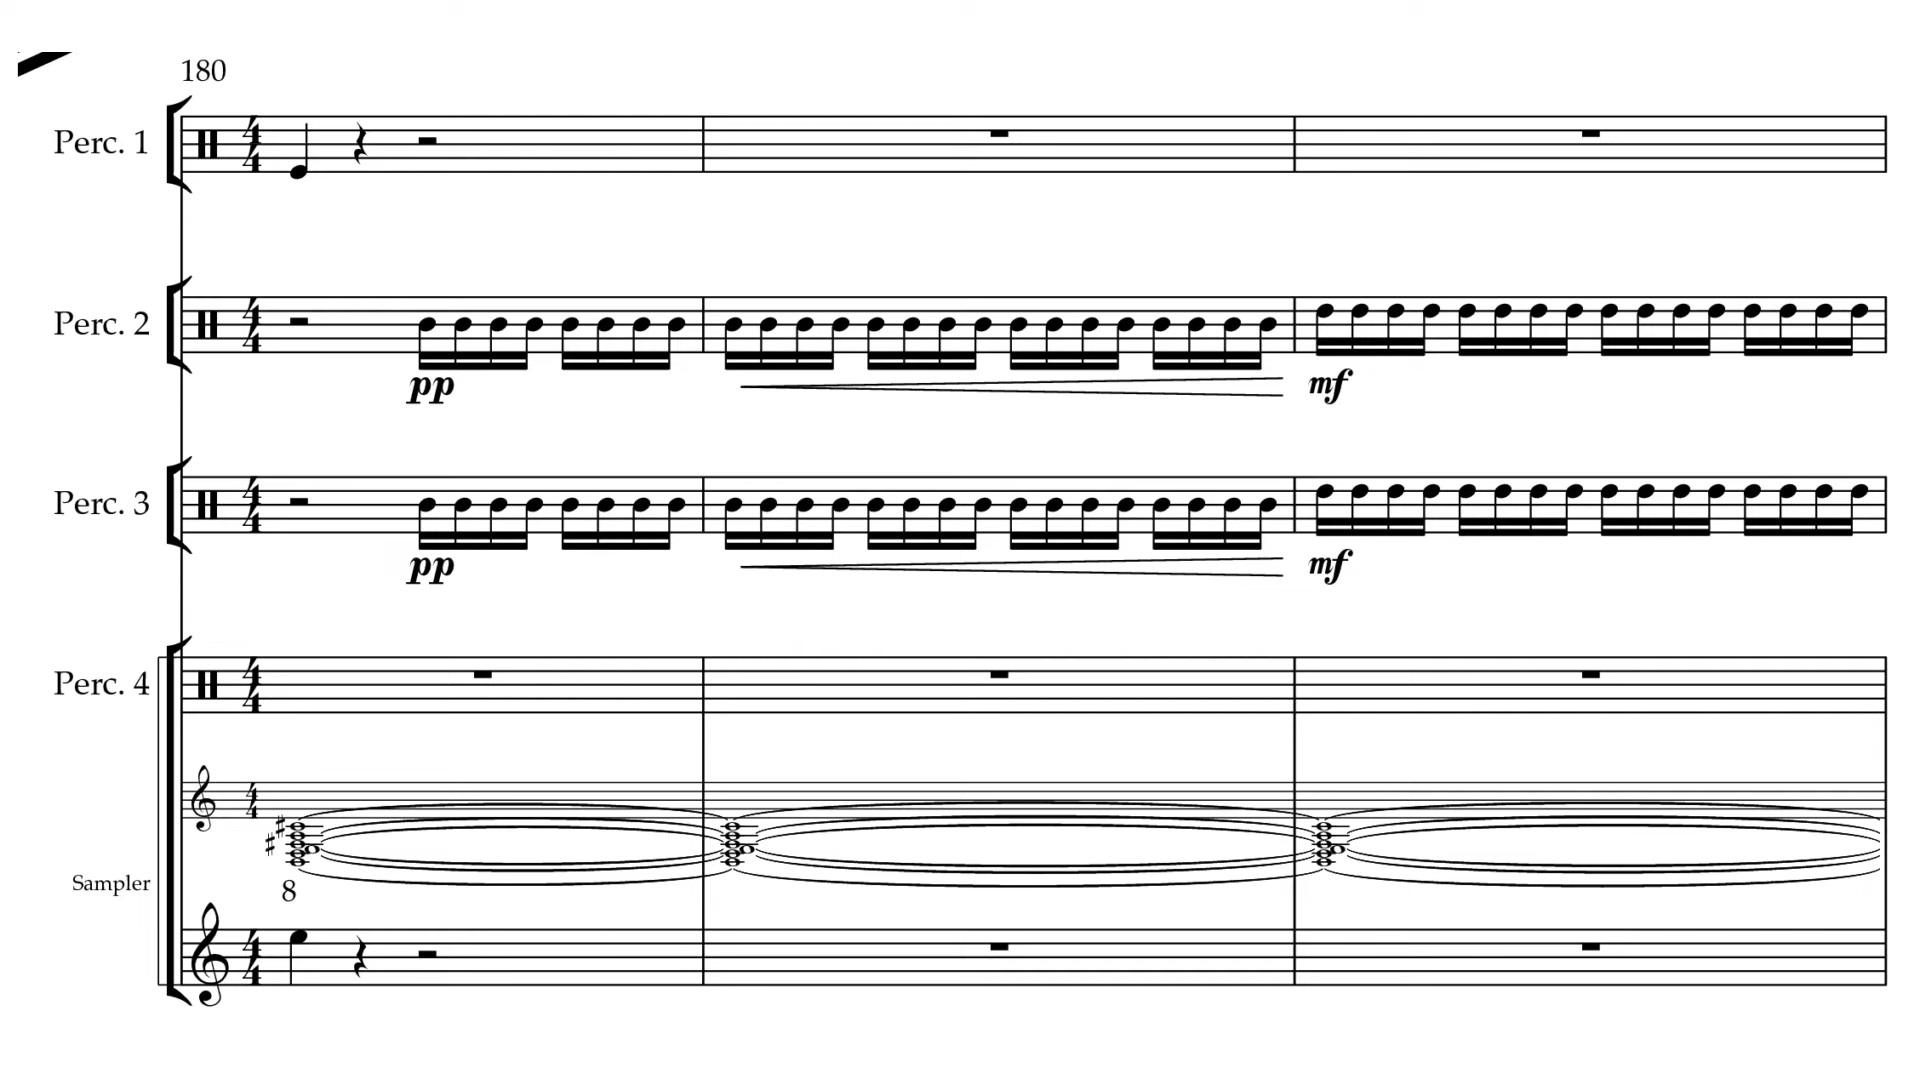 180
Perc. 1
Perc. 2
pp mf
Perc. 3
pp mf
Perc. 4
Sampler
8